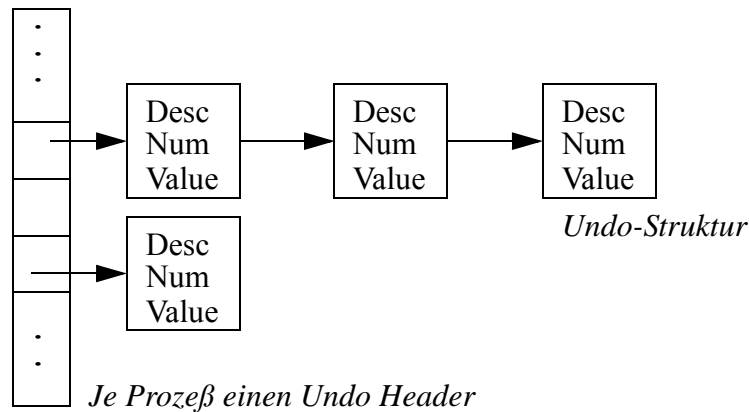 Desc
Num
Value
Desc
Num
Value
Desc
Num
Value
Undo-Struktur
Desc
Num
Value
Je Prozeß einen Undo Header